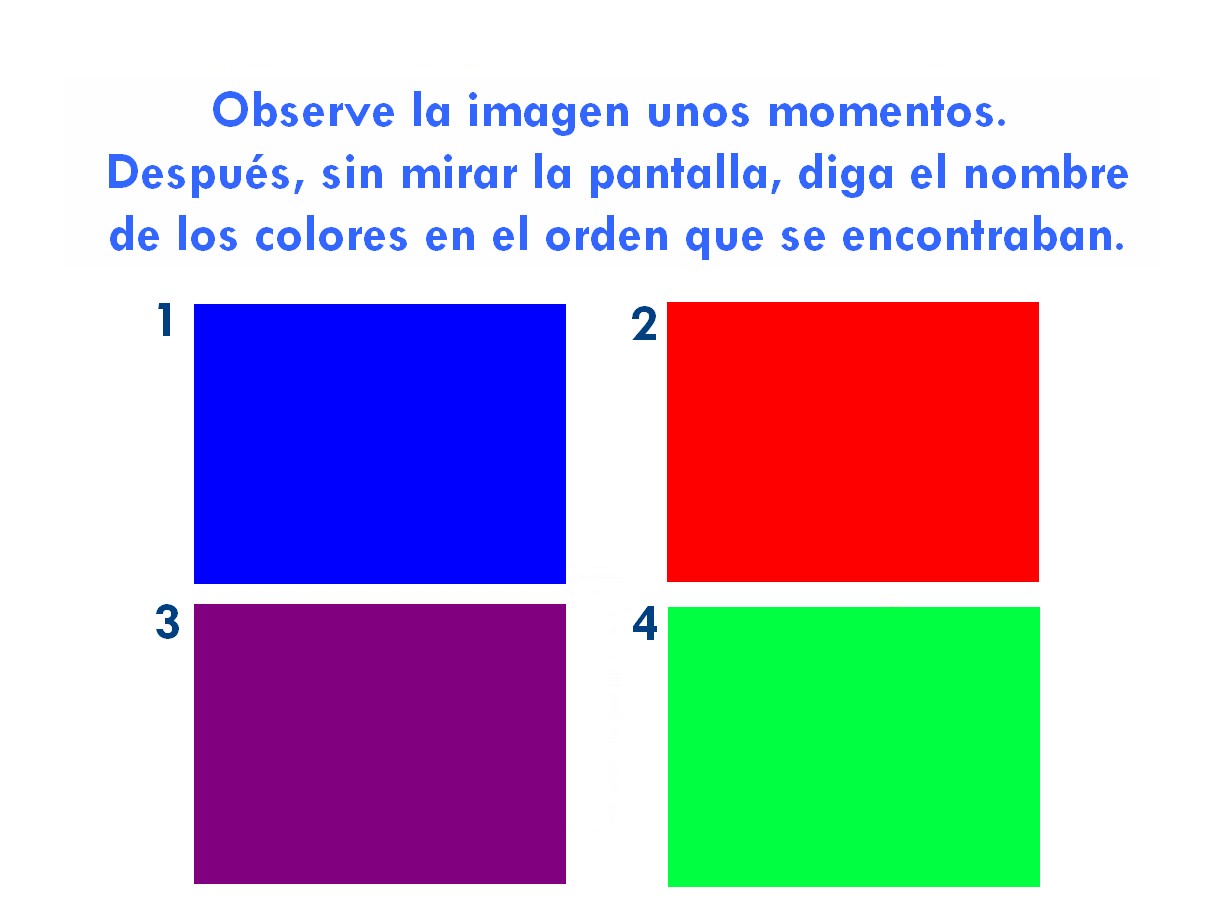 Observe la imagen unos momentos.
Después, sin mirar la pantalla, diga el nombre
de los colores en el orden que se encontraban.
1
2
3
4